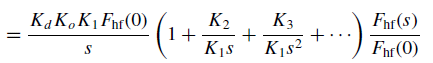 = \frac{K_d K_o K_1 F_{hf}(0)}{s} \left( 1 + \frac{K_2}{K_1 s} + \frac{K_3}{K_1 s^2} + \cdots \right) \frac{F_{hf}(s)}{F_{hf}(0)}